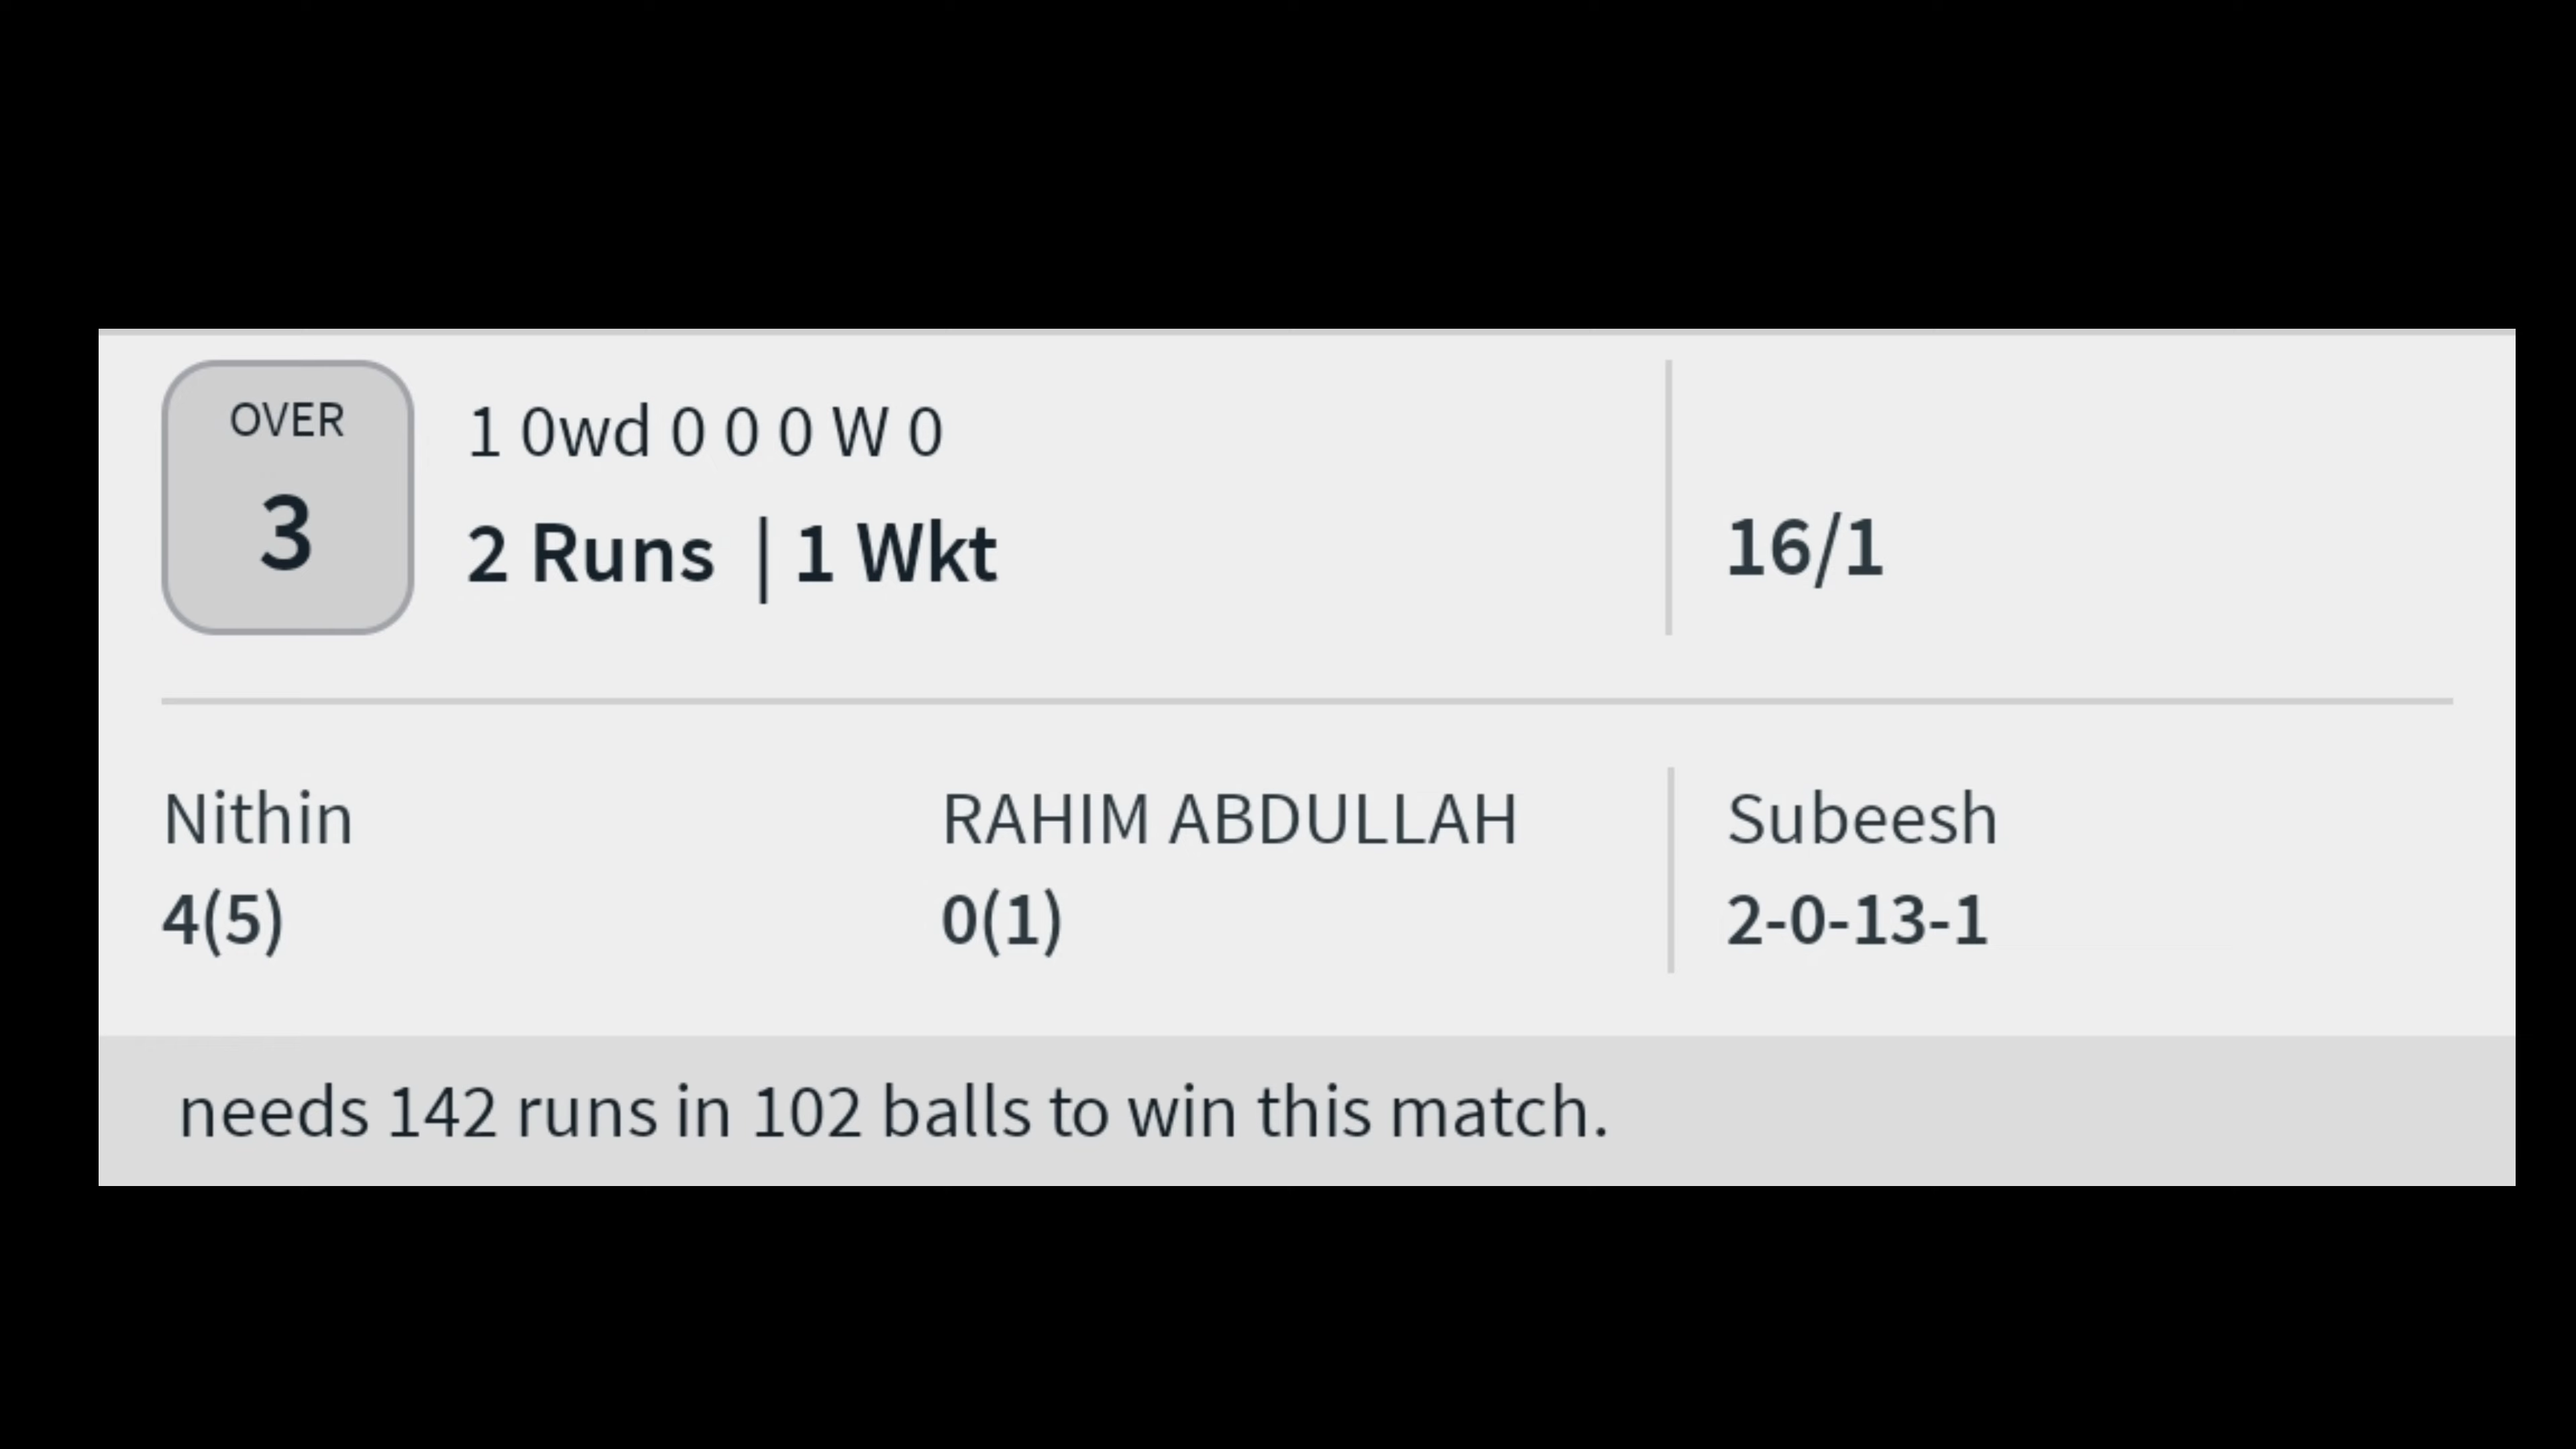 OVER
3
1 0wd 0 0 0 W 0
2 Runs | 1 Wkt
16/1
Nithin
4(5)
RAHIM ABDULLAH
0(1)
Subeesh
2-0-13-1
needs 142 runs in 102 balls to win this match.